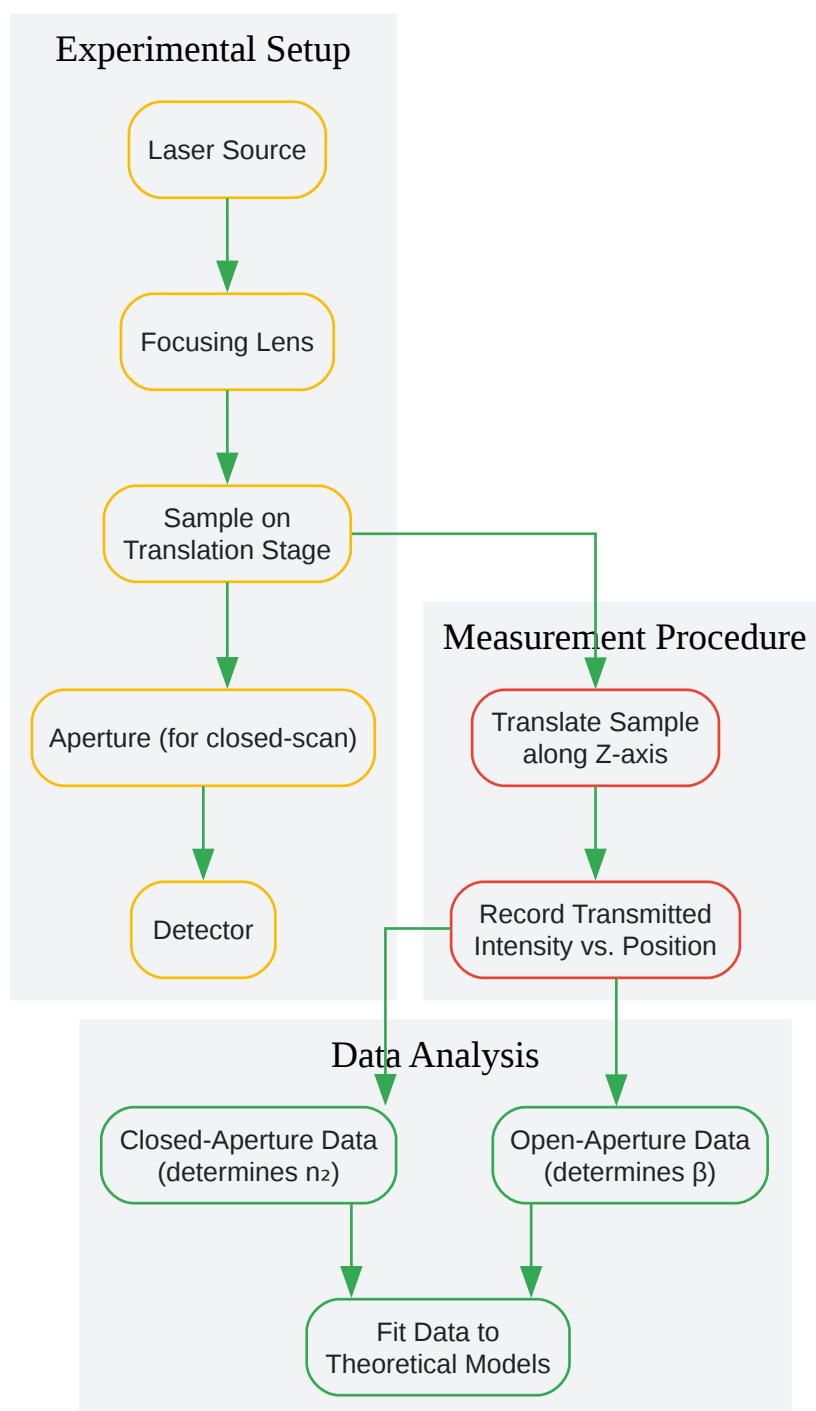 Experimental Setup
Laser Source
Focusing Lens
Sample on
Translation Stage
Aperture (for closed-scan)
Detector
Measurement Procedure
Translate Sample
along Z-axis
Record Transmitted
Intensity vs. Position
Data Analysis
Closed-Aperture Data
(determines n₂)
Open-Aperture Data
(determines β)
Fit Data to
Theoretical Models